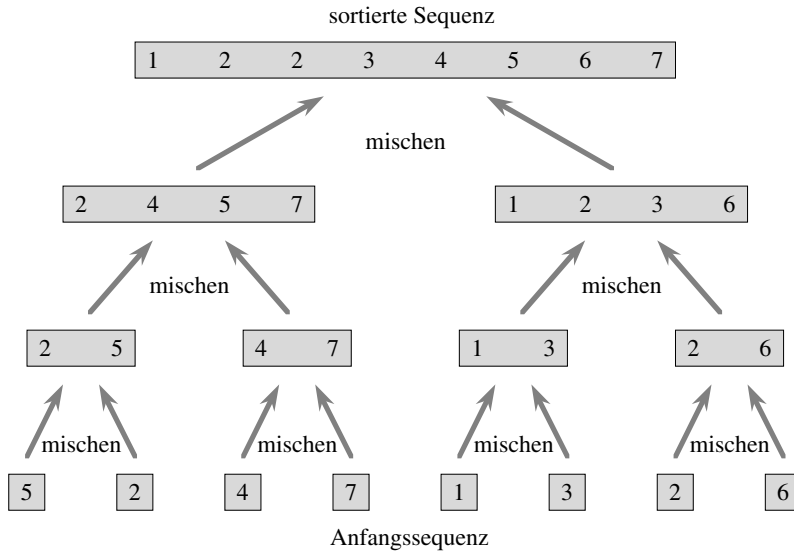 sortierte Sequenz
1 2 2 3 4 5 6 7
mischen
2 4 5 7 1 2 3 6
mischen mischen
2 5 4 7 1 3 2 6
mischen mischen mischen mischen
5 2 4 7 1 3 2 6
Anfangssequenz